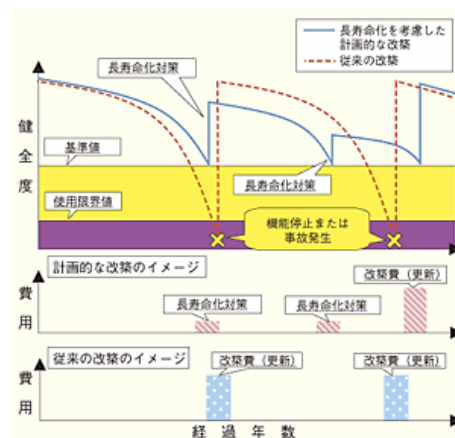 長寿命化を考慮した
計画的な改築
従来の改築
長寿命化対策
健全度
基準値
長寿命化対策
使用限界値
機能停止または
事故発生
計画的な改築のイメージ
改築費（更新）
費用
長寿命化対策
長寿命化対策
従来の改築のイメージ
改築費（更新）
改築費（更新）
費用
経過年数